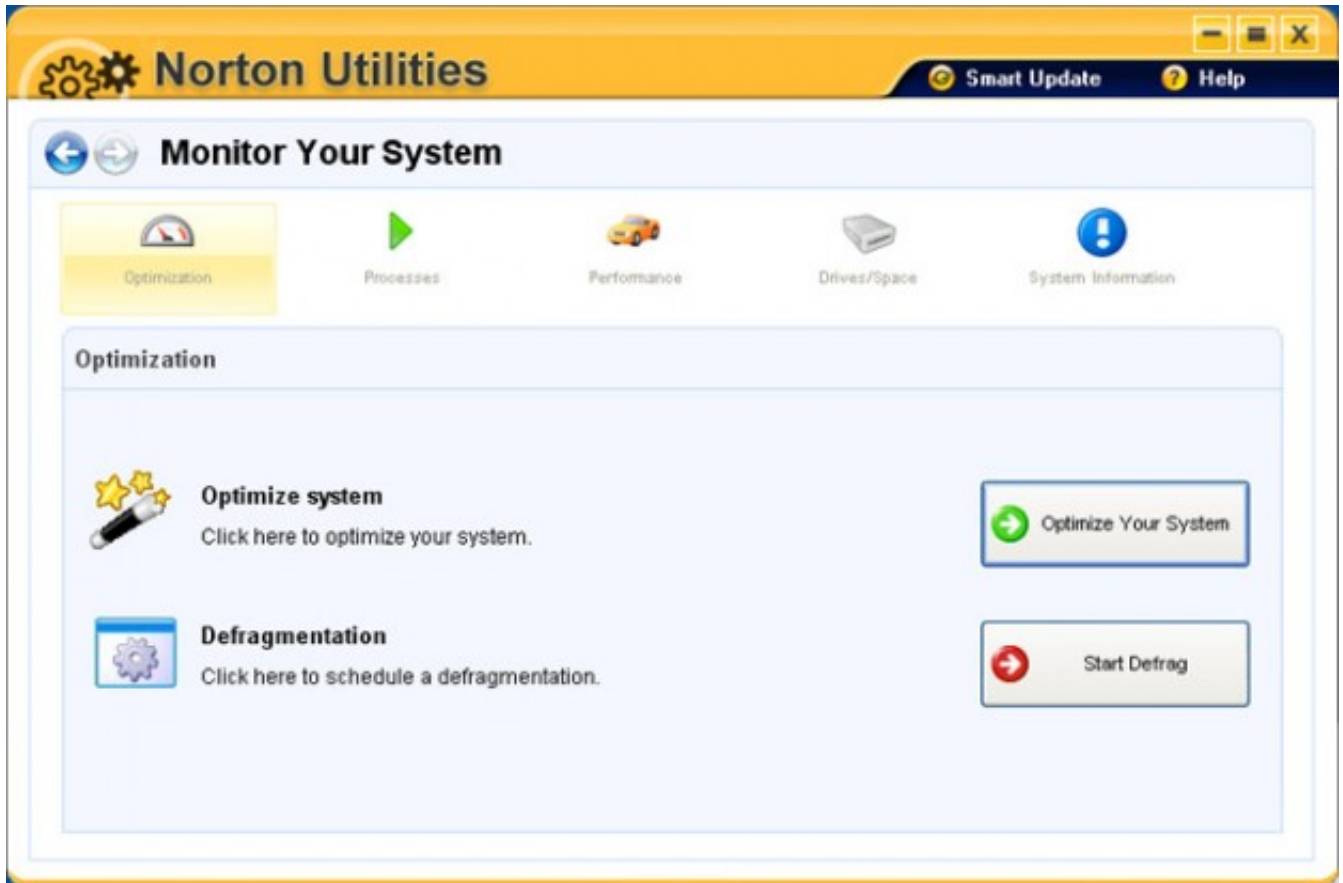 Norton Utilities
Smart Update
Help
Monitor Your System
Optimization
Processes
Performance
Drives/Space
System Information
Optimization
Optimize system
Click here to optimize your system.
Optimize Your System
Defragmentation
Click here to schedule a defragmentation.
Start Defrag